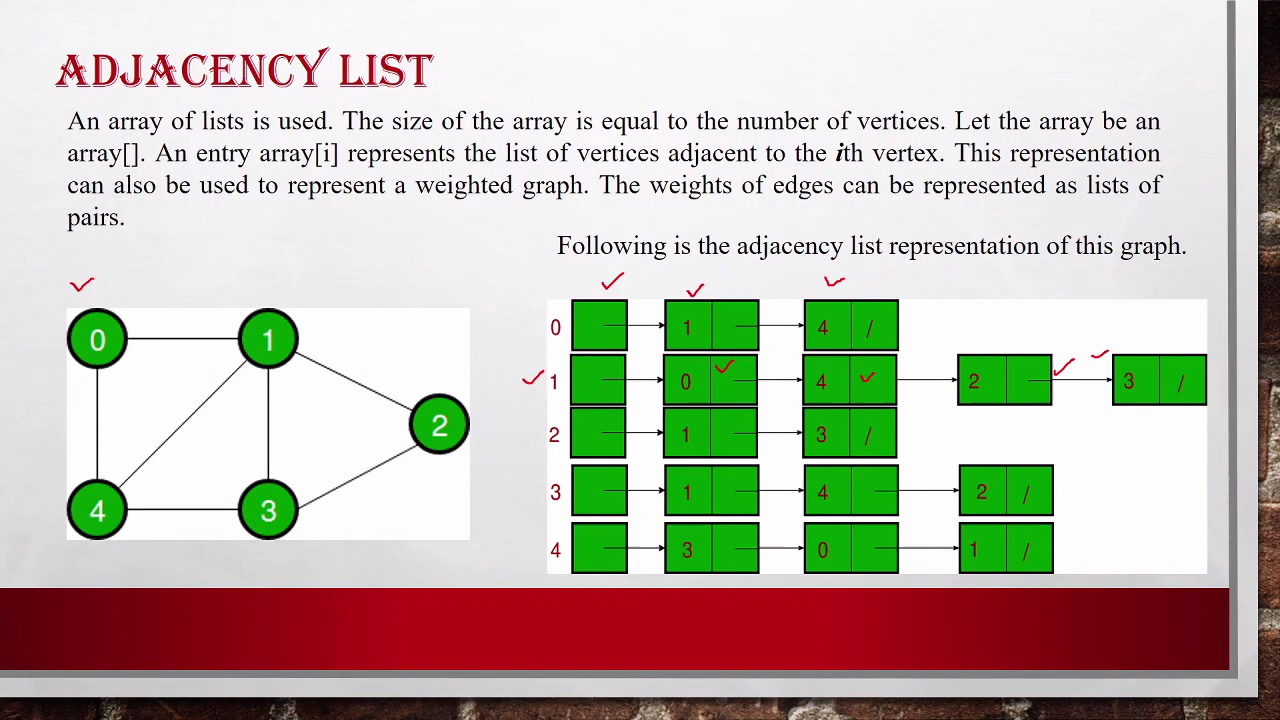 ADJACENCY LIST
An array of lists is used. The size of the array is equal to the number of vertices. Let the array be an
array[]. An entry array[i] represents the list of vertices adjacent to the ith vertex. This representation
can also be used to represent a weighted graph. The weights of edges can be represented as lists of
pairs.
Following is the adjacency list representation of this graph.
0 1
2
4 3
0 1 4 /
1 0 4 2 3 /
2 1 3 /
3 1 4 2 /
4 3 0 1 /